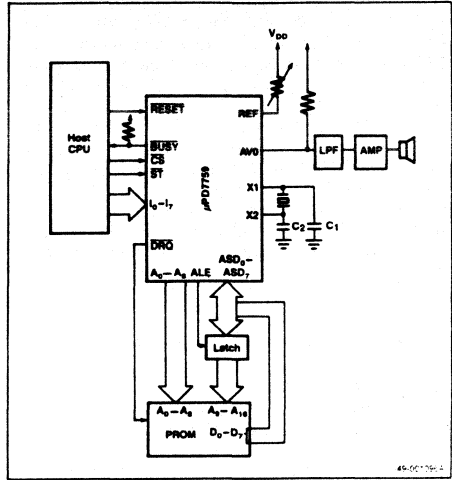 VDD
RESET
REF
Host
CPU
BUSY
AVO
LPF
AMP
CS
ST
μPD7759
X1
I0-I7
X2
C2
C1
DRQ
ASD0-
A0-A8 ALE ASD7
Latch
A0-A8 A9-A16
D0-D7
PROM